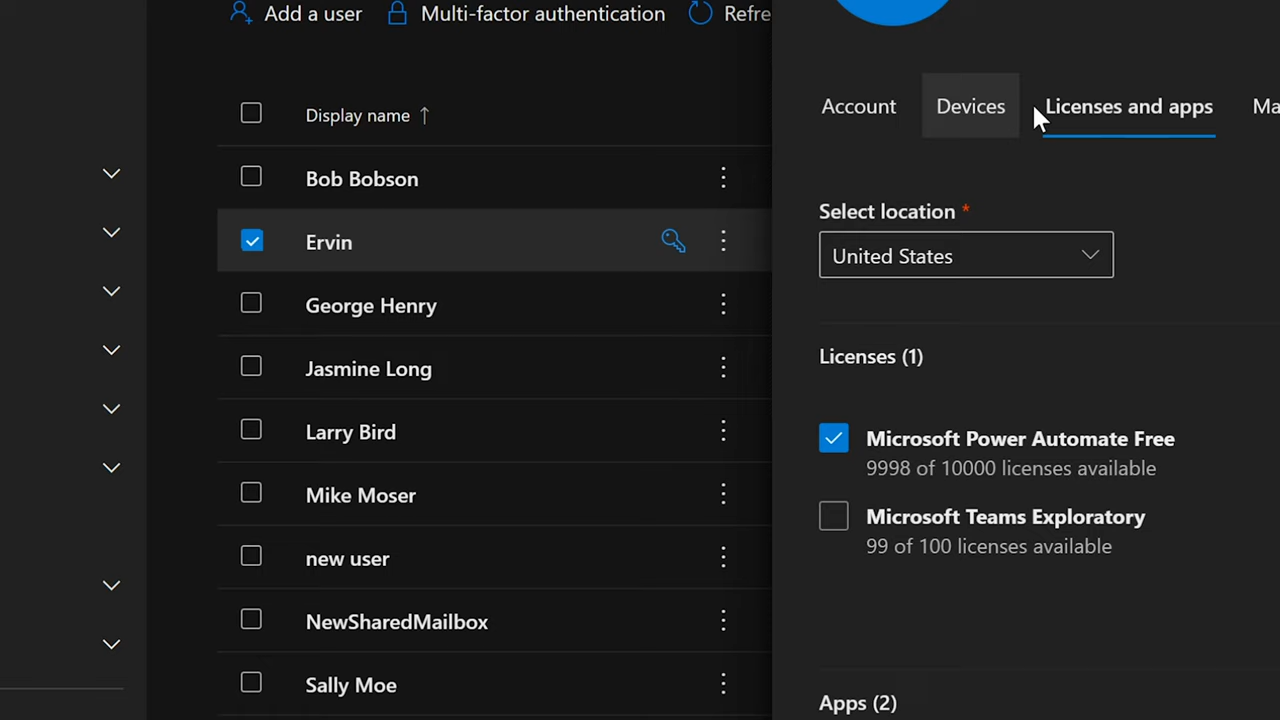 Add a user
Multi-factor authentication
Refre
Display name ↑
Bob Bobson
Ervin
George Henry
Jasmine Long
Larry Bird
Mike Moser
new user
NewSharedMailbox
Sally Moe
Account
Devices
Licenses and apps
Ma
Select location *
United States
Licenses (1)
Microsoft Power Automate Free
9998 of 10000 licenses available
Microsoft Teams Exploratory
99 of 100 licenses available
Apps (2)